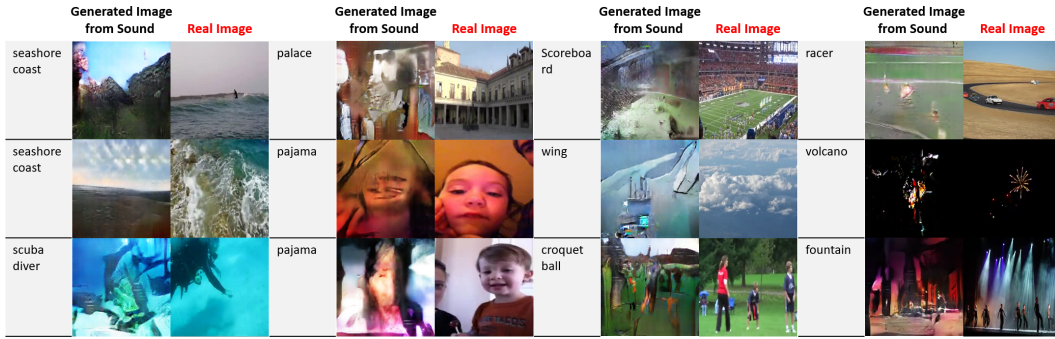 Generated Image
from Sound Real Image
Generated Image
from Sound Real Image
Generated Image
from Sound Real Image
Generated Image
from Sound Real Image
seashore
coast
palace
Scoreboa
rd
racer
seashore
coast
pajama
wing
volcano
scuba
diver
pajama
croquet
ball
fountain